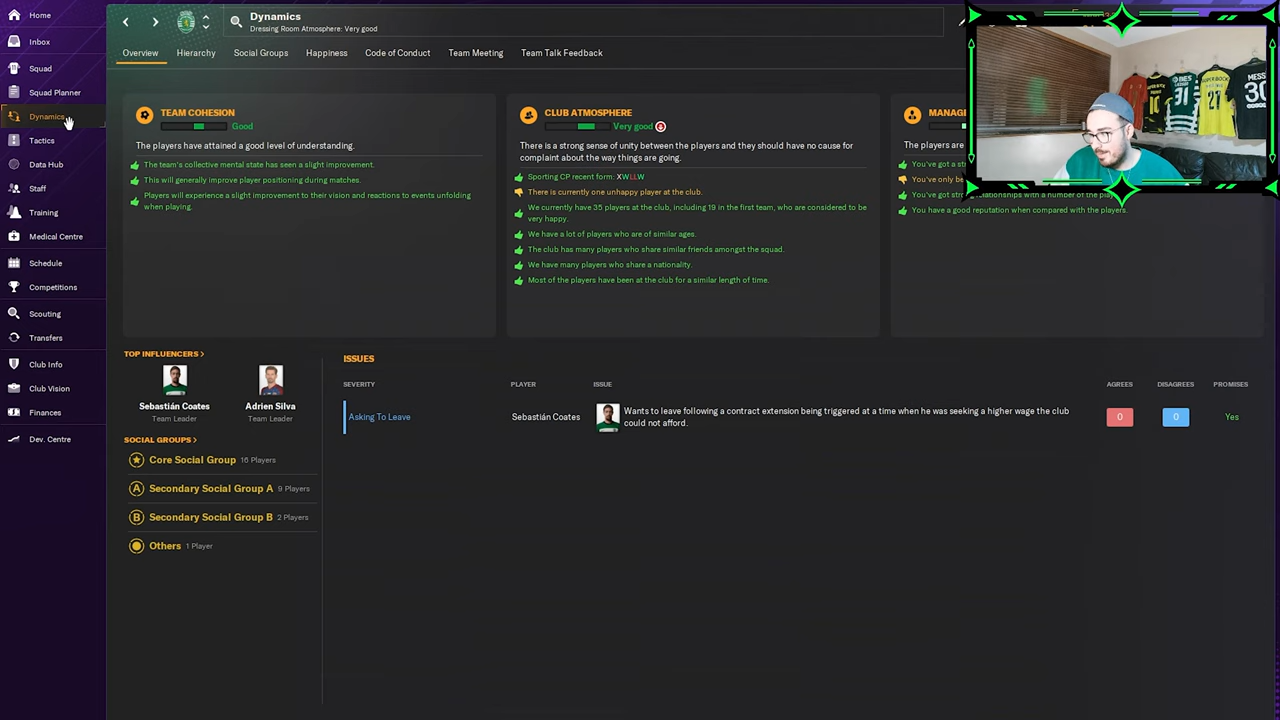 Home
Inbox
Squad
Squad Planner
Dynamics
Tactics
Data Hub
Staff
Training
Medical Centre
Schedule
Competitions
Scouting
Transfers
Club Info
Club Vision
Finances
Dev. Centre
Dynamics
Dressing Room Atmosphere: Very good
Overview
Hierarchy
Social Groups
Happiness
Code of Conduct
Team Meeting
Team Talk Feedback
TEAM COHESION
Good
The players have attained a good level of understanding.
The team's collective mental state has seen a slight improvement.
This will generally improve player positioning during matches.
Players will experience a slight improvement to their vision and reactions to events unfolding
when playing.
CLUB ATMOSPHERE
Very good
There is a strong sense of unity between the players and they should have no cause for
complaint about the way things are going.
Sporting CP recent form: XWLLW
There is currently one unhappy player at the club.
We currently have 35 players at the club, including 19 in the first team, who are considered to be
very happy.
We have a lot of players who are of similar ages.
The club has many players who share similar friends amongst the squad.
We have many players who share a nationality.
Most of the players have been at the club for a similar length of time.
MANAG
The players are
You've got a
You've only be
You've got relationships with a number of the
You have a good reputation when compared with the players.
BES
SUPER BOCK
27
31
MESS
30
TOP INFLUENCERS >
Sebastián Coates
Team Leader
Adrien Silva
Team Leader
SOCIAL GROUPS >
Core Social Group 16 Players
A Secondary Social Group A 9 Players
B Secondary Social Group B 2 Players
Others 1 Player
ISSUES
SEVERITY PLAYER ISSUE AGREES DISAGREES PROMISES
Asking To Leave
Sebastián Coates
Wants to leave following a contract extension being triggered at a time when he was seeking a higher wage the club
could not afford.
0
0
Yes